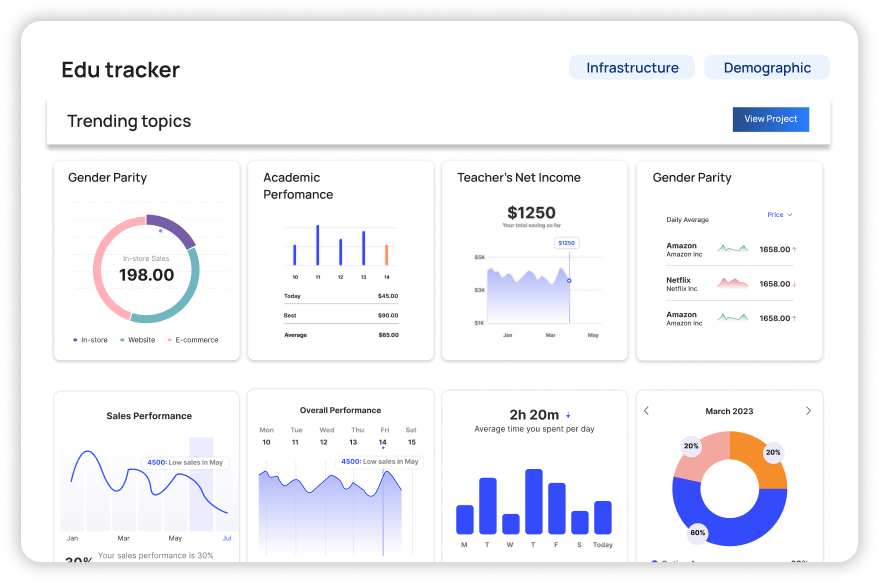 Edu tracker
Infrastructure
Demographic
Trending topics
View Project
Gender Parity
In-store Sales
198.00
In-store
Website
E-commerce
Academic
Perfomance
10 11 12 13 14
Today $45.00
Best $90.00
Average $65.00
Teacher's Net Income
$1250
Your total saving so far
$1250
$5K
$3K
$1K
Jan Mar May
Gender Parity
Price
Daily Average
Amazon
Amazon Inc
1658.00
Netflix
Netflix Inc
1658.00
Amazon
Amazon Inc
1658.00
Sales Performance
4500: Low sales in May
Jan Mar May Jul
30% Your sales performance is 30%
Overall Performance
Mon Tue Wed Thu Fri Sat
10 11 12 13 14 15
4500: Low sales in May
2h 20m
Average time you spent per day
M T W T F S Today
March 2023
20%
20%
60%